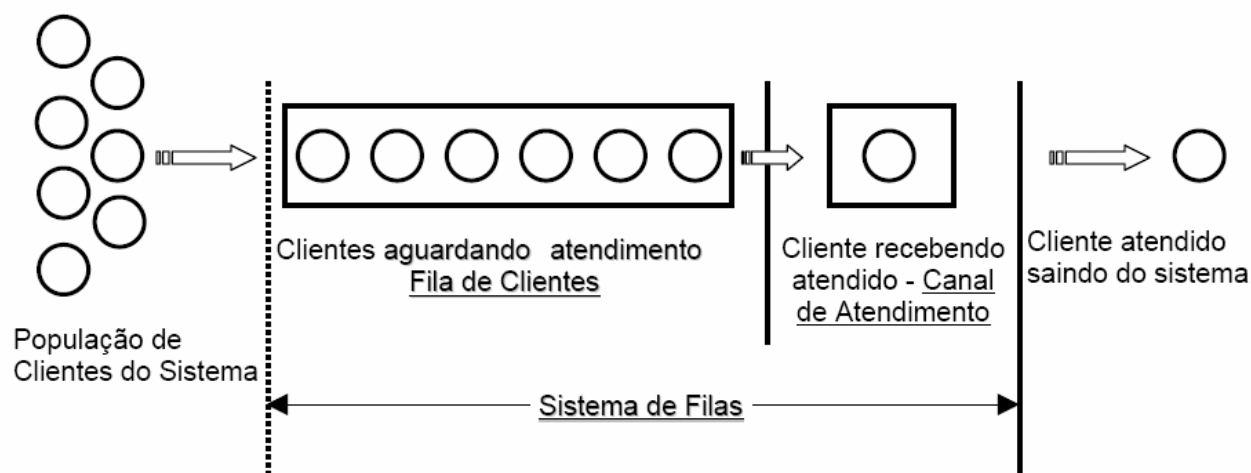 Clientes aguardando atendimento
Fila de Clientes
Cliente recebendo
atendido - Canal
de Atendimento
Cliente atendido
saindo do sistema
População de
Clientes do Sistema
Sistema de Filas